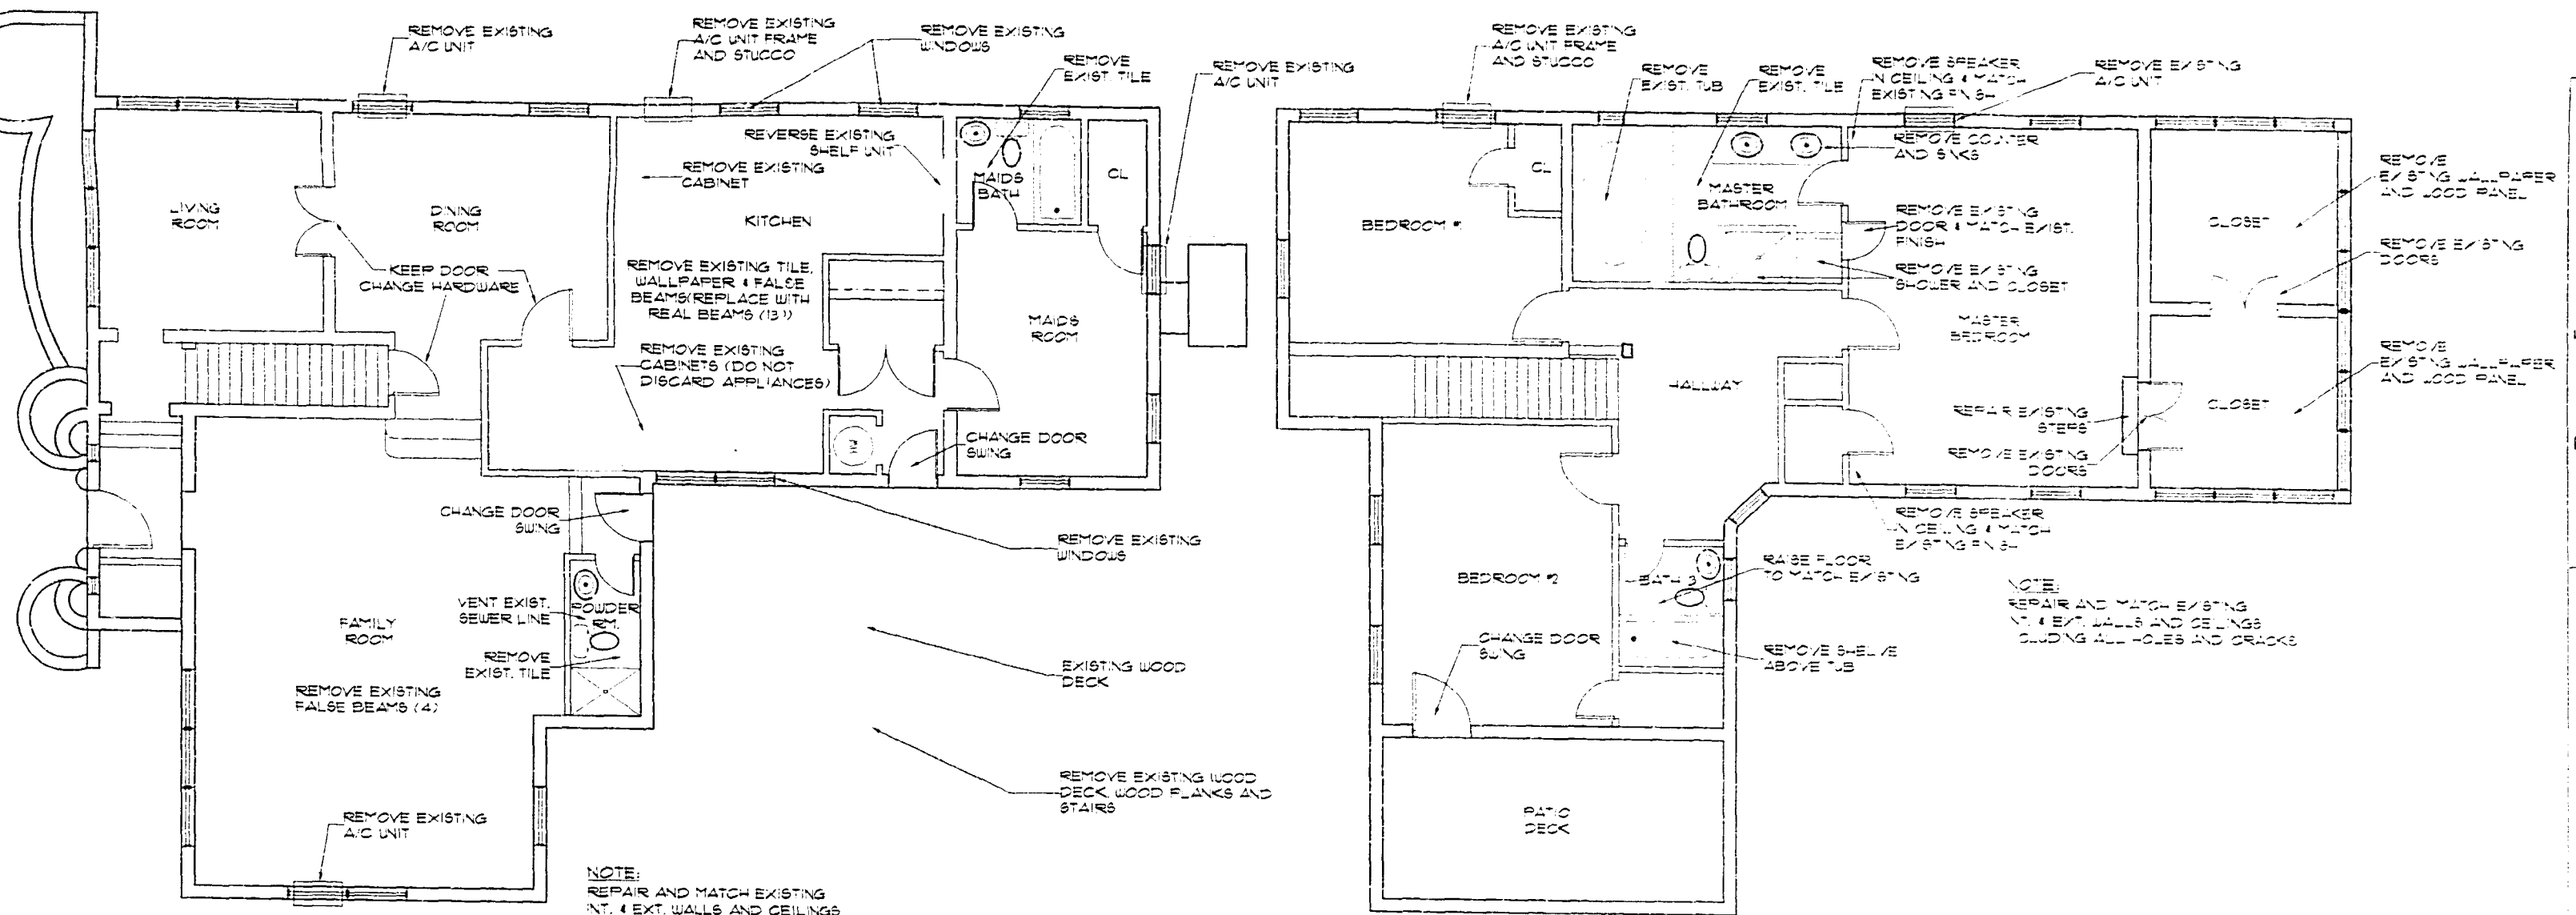 REMOVE EXISTING
A/C UNIT
REMOVE EXISTING
A/C UNIT FRAME
AND STUCCO
REMOVE EXISTING
WINDOWS
REMOVE
EXIST. TILE
REMOVE EXISTING
A/C UNIT
REVERSE EXISTING
SHELF UNIT
REMOVE EXISTING
CABINET
MAIDS
BATH
CL
LIVING
ROOM
DINING
ROOM
KITCHEN
KEEP DOOR
CHANGE HARDWARE
REMOVE EXISTING TILE,
WALLPAPER & FALSE
BEAMS(REPLACE WITH
REAL BEAMS (13))
MAIDS
ROOM
REMOVE EXISTING
CABINETS (DO NOT
DISCARD APPLIANCES)
CHANGE DOOR
SWING
CHANGE DOOR
SWING
REMOVE EXISTING
WINDOWS
VENT EXIST.
SEWER LINE
POWDER
RM.
FAMILY
ROOM
REMOVE
EXIST. TILE
EXISTING WOOD
DECK
REMOVE EXISTING
FALSE BEAMS (4)
REMOVE EXISTING WOOD
DECK, WOOD PLANKS AND
STAIRS
REMOVE EXISTING
A/C UNIT
NOTE:
REPAIR AND MATCH EXISTING
INT. & EXT. WALLS AND CEILINGS
REMOVE EXISTING
A/C UNIT FRAME
AND STUCCO
REMOVE
EXIST. TUB
REMOVE
EXIST. TILE
REMOVE SPEAKER
IN CEILING & MATCH
EXISTING FINISH
REMOVE EXISTING
A/C UNIT
REMOVE COUNTER
AND SINKS
CL
MASTER
BATHROOM
REMOVE
EXISTING WALLPAPER
AND WOOD PANEL
BEDROOM #1
REMOVE EXISTING
DOOR & MATCH EXIST.
FINISH
CLOSET
REMOVE EXISTING
DOORS
REMOVE EXISTING
SHOWER AND CLOSET
MASTER
BEDROOM
REMOVE
EXISTING WALLPAPER
AND WOOD PANEL
HALLWAY
CLOSET
REPAIR EXISTING
STEPS
REMOVE EXISTING
DOORS
REMOVE SPEAKER
IN CEILING & MATCH
EXISTING FINISH
RAISE FLOOR
TO MATCH EXISTING
BEDROOM #2
BATH 3
CHANGE DOOR
SWING
REMOVE SHELVE
ABOVE TUB
NOTE:
REPAIR AND MATCH EXISTING
INT. & EXT. WALLS AND CEILINGS
CLUDING ALL HOLES AND CRACKS
PATIO
DECK